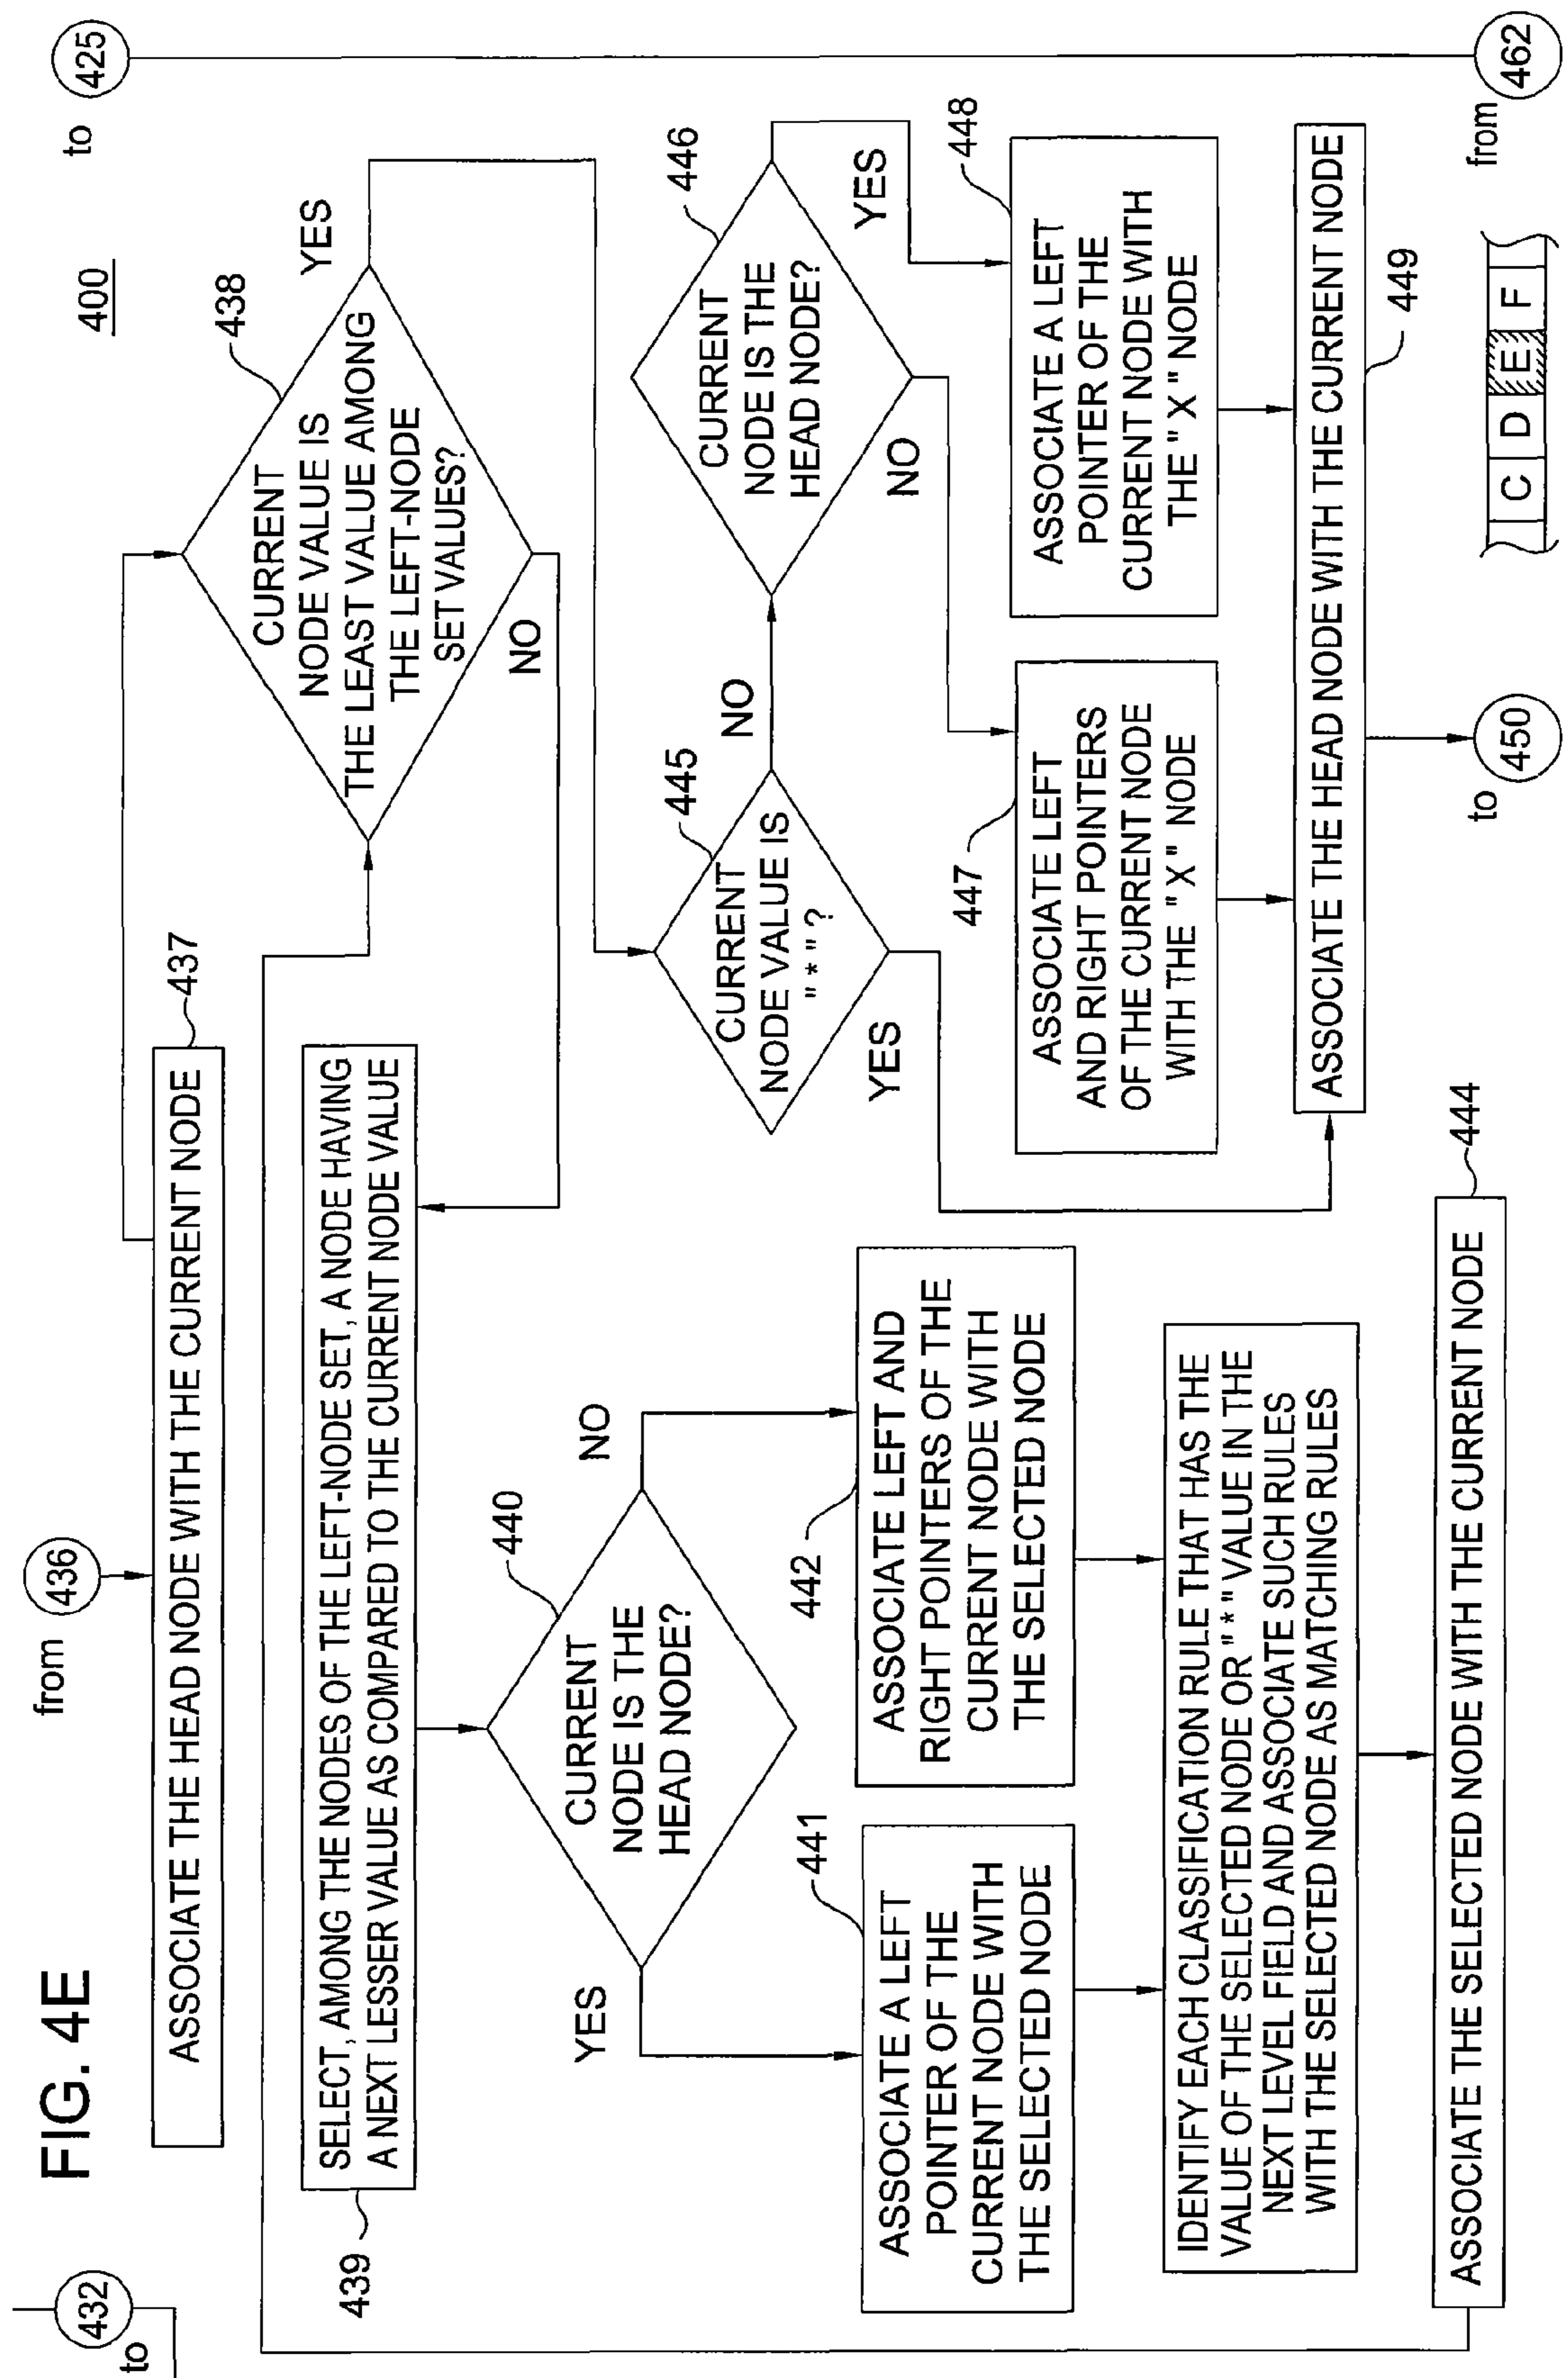 FIG. 4E
400
from
436
to
432
to
425
ASSOCIATE THE HEAD NODE WITH THE CURRENT NODE
437
CURRENT
NODE VALUE IS
THE LEAST VALUE AMONG
THE LEFT-NODE
SET VALUES?
438
YES
NO
SELECT, AMONG THE NODES OF THE LEFT-NODE SET, A NODE HAVING
A NEXT LESSER VALUE AS COMPARED TO THE CURRENT NODE VALUE
439
CURRENT
NODE IS THE
HEAD NODE?
440
YES
NO
ASSOCIATE A LEFT
POINTER OF THE
CURRENT NODE WITH
THE SELECTED NODE
441
ASSOCIATE LEFT AND
RIGHT POINTERS OF THE
CURRENT NODE WITH
THE SELECTED NODE
442
IDENTIFY EACH CLASSIFICATION RULE THAT HAS THE
VALUE OF THE SELECTED NODE OR "*" VALUE IN THE
NEXT LEVEL FIELD AND ASSOCIATE SUCH RULES
WITH THE SELECTED NODE AS MATCHING RULES
ASSOCIATE THE SELECTED NODE WITH THE CURRENT NODE
444
CURRENT
NODE VALUE IS
"*"?
445
NO
YES
CURRENT
NODE IS THE
HEAD NODE?
446
YES
NO
ASSOCIATE LEFT
AND RIGHT POINTERS
OF THE CURRENT NODE
WITH THE "X" NODE
447
ASSOCIATE A LEFT
POINTER OF THE
CURRENT NODE WITH
THE "X" NODE
448
ASSOCIATE THE HEAD NODE WITH THE CURRENT NODE
449
to
450
C D E F
from
462